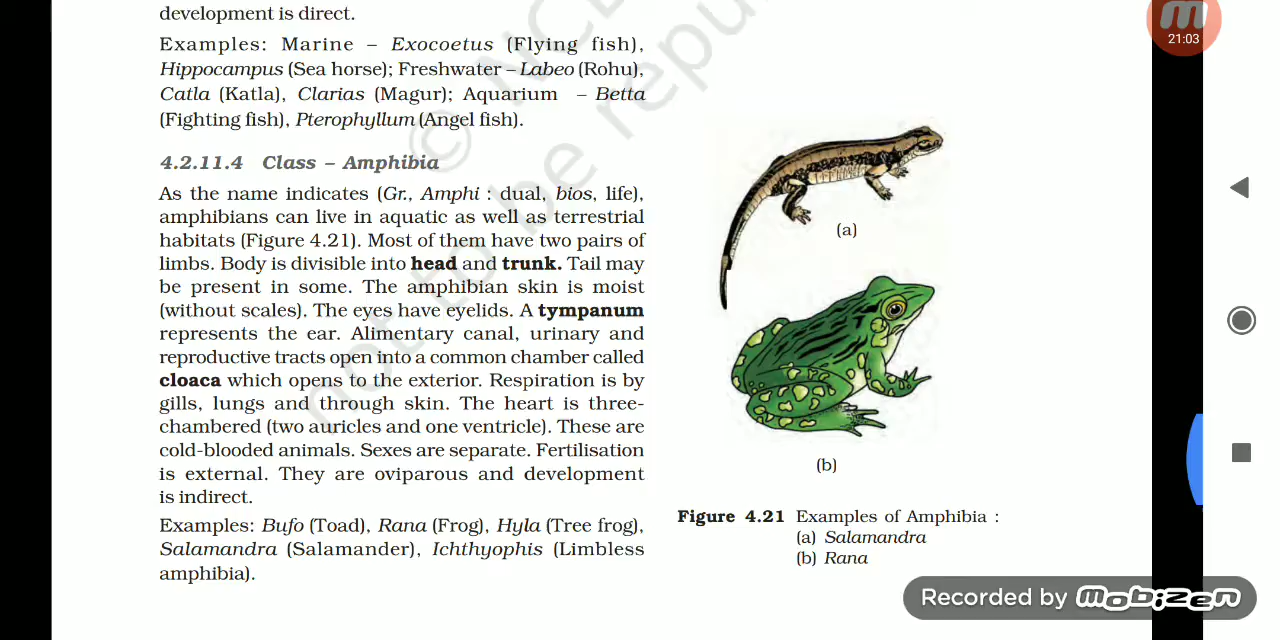 development is direct.
Examples: Marine – Exocoetus (Flying fish),
Hippocampus (Sea horse); Freshwater – Labeo (Rohu),
Catla (Katla), Clarias (Magur); Aquarium – Betta
(Fighting fish), Pterophyllum (Angel fish).
4.2.11.4 Class – Amphibia
As the name indicates (Gr., Amphi : dual, bios, life),
amphibians can live in aquatic as well as terrestrial
habitats (Figure 4.21). Most of them have two pairs of
limbs. Body is divisible into head and trunk. Tail may
be present in some. The amphibian skin is moist
(without scales). The eyes have eyelids. A tympanum
represents the ear. Alimentary canal, urinary and
reproductive tracts open into a common chamber called
cloaca which opens to the exterior. Respiration is by
gills, lungs and through skin. The heart is three-
chambered (two auricles and one ventricle). These are
cold-blooded animals. Sexes are separate. Fertilisation
is external. They are oviparous and development
is indirect.
Examples: Bufo (Toad), Rana (Frog), Hyla (Tree frog),
Salamandra (Salamander), Ichthyophis (Limbless
amphibia).
(a)
(b)
Figure 4.21 Examples of Amphibia :
(a) Salamandra
(b) Rana
© NC
not to be repu
21:03
Recorded by mobizen